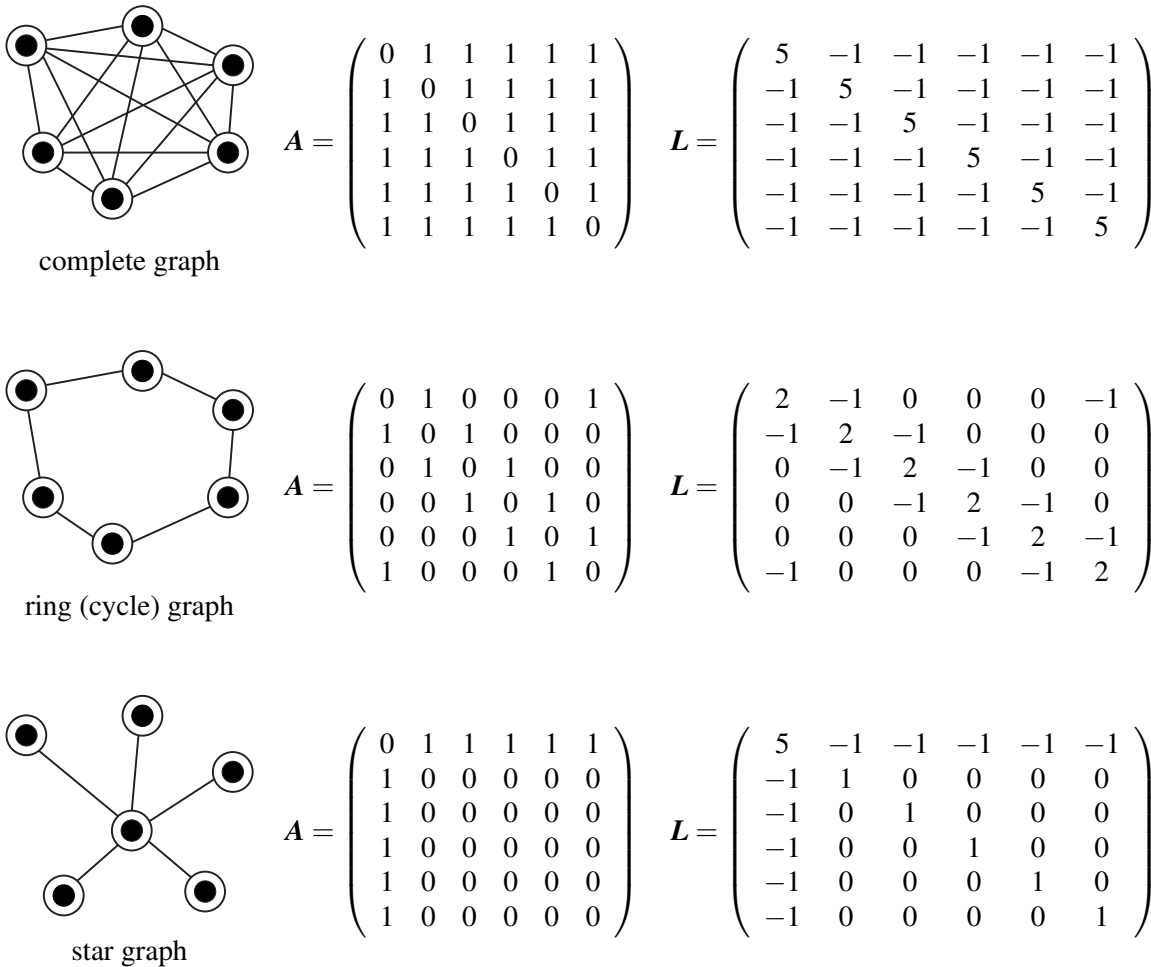 A = ( 0 1 1 1 1 1
1 0 1 1 1 1
1 1 0 1 1 1
1 1 1 0 1 1
1 1 1 1 0 1
1 1 1 1 1 0 )
L = ( 5 −1 −1 −1 −1 −1
−1 5 −1 −1 −1 −1
−1 −1 5 −1 −1 −1
−1 −1 −1 5 −1 −1
−1 −1 −1 −1 5 −1
−1 −1 −1 −1 −1 5 )
complete graph
A = ( 0 1 0 0 0 1
1 0 1 0 0 0
0 1 0 1 0 0
0 0 1 0 1 0
0 0 0 1 0 1
1 0 0 0 1 0 )
L = ( 2 −1 0 0 0 −1
−1 2 −1 0 0 0
0 −1 2 −1 0 0
0 0 −1 2 −1 0
0 0 0 −1 2 −1
−1 0 0 0 −1 2 )
ring (cycle) graph
A = ( 0 1 1 1 1 1
1 0 0 0 0 0
1 0 0 0 0 0
1 0 0 0 0 0
1 0 0 0 0 0
1 0 0 0 0 0 )
L = ( 5 −1 −1 −1 −1 −1
−1 1 0 0 0 0
−1 0 1 0 0 0
−1 0 0 1 0 0
−1 0 0 0 1 0
−1 0 0 0 0 1 )
star graph